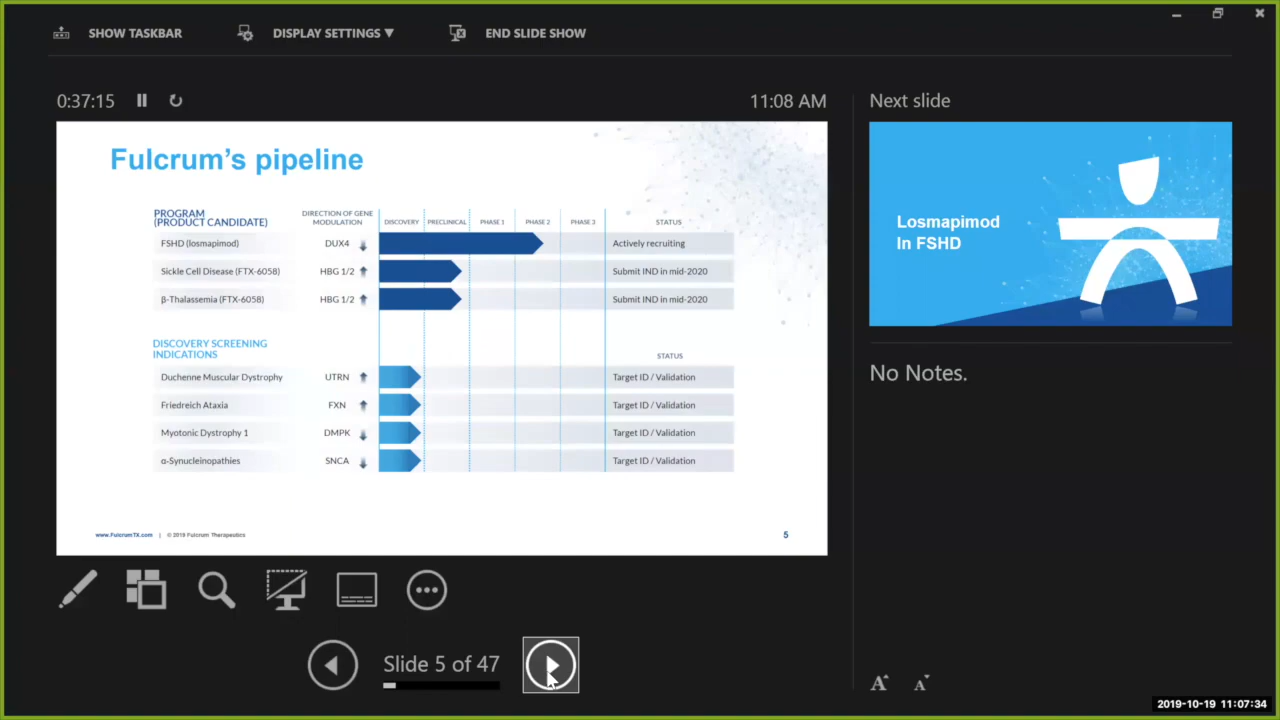 SHOW TASKBAR
DISPLAY SETTINGS ▼
END SLIDE SHOW
0:37:15
11:08 AM
Next slide
Fulcrum's pipeline
PROGRAM
(PRODUCT CANDIDATE)
DIRECTION OF GENE
MODULATION
DISCOVERY
PRECLINICAL
PHASE 1
PHASE 2
PHASE 3
STATUS
FSHD (losmapimod)
DUX4
Actively recruiting
Sickle Cell Disease (FTX-6058)
HBG 1/2
Submit IND in mid-2020
β-Thalassemia (FTX-6058)
HBG 1/2
Submit IND in mid-2020
DISCOVERY SCREENING
INDICATIONS
STATUS
Duchenne Muscular Dystrophy
UTRN
Target ID / Validation
Friedreich Ataxia
FXN
Target ID / Validation
Myotonic Dystrophy 1
DMPK
Target ID / Validation
α-Synucleinopathies
SNCA
Target ID / Validation
www.FulcrumTX.com | © 2019 Fulcrum Therapeutics
5
Losmapimod
In FSHD
No Notes.
Slide 5 of 47
A A
2019-10-19 11:07:34